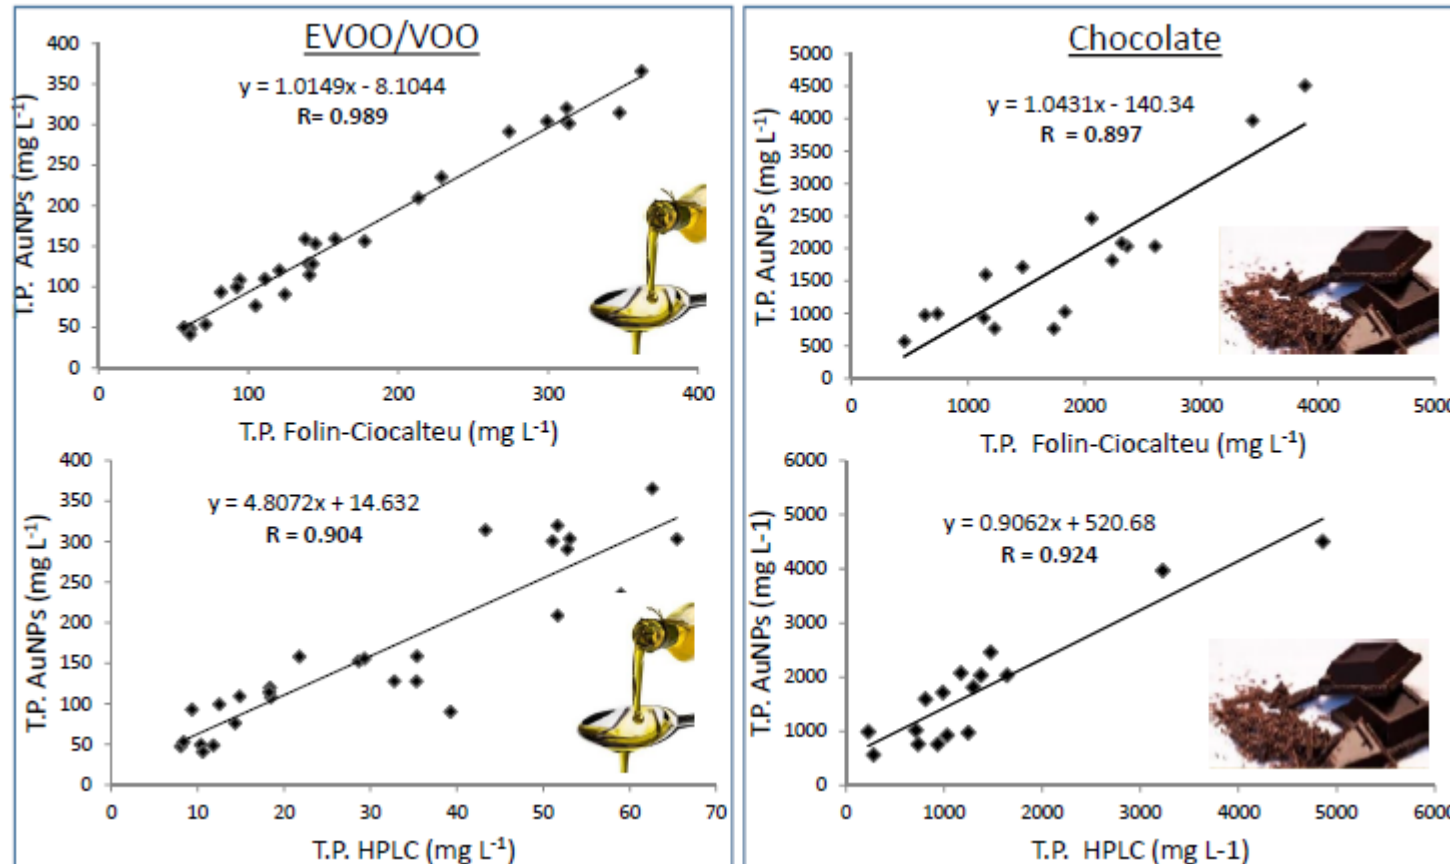 EVOO/VOO
y = 1.0149x - 8.1044
R= 0.989
T.P. AuNPs (mg L⁻¹)
400
350
300
250
200
150
100
50
0
0 100 200 300 400
T.P. Folin-Ciocalteu (mg L⁻¹)
Chocolate
y = 1.0431x - 140.34
R = 0.897
T.P. AuNPs (mg L⁻¹)
5000
4500
4000
3500
3000
2500
2000
1500
1000
500
0
0 1000 2000 3000 4000 5000
T.P. Folin-Ciocalteu (mg L⁻¹)
y = 4.8072x + 14.632
R = 0.904
T.P. AuNPs (mg L⁻¹)
400
350
300
250
200
150
100
50
0
0 10 20 30 40 50 60 70
T.P. HPLC (mg L⁻¹)
y = 0.9062x + 520.68
R = 0.924
T.P. AuNPs (mg L-1)
6000
5000
4000
3000
2000
1000
0
0 1000 2000 3000 4000 5000 6000
T.P. HPLC (mg L-1)